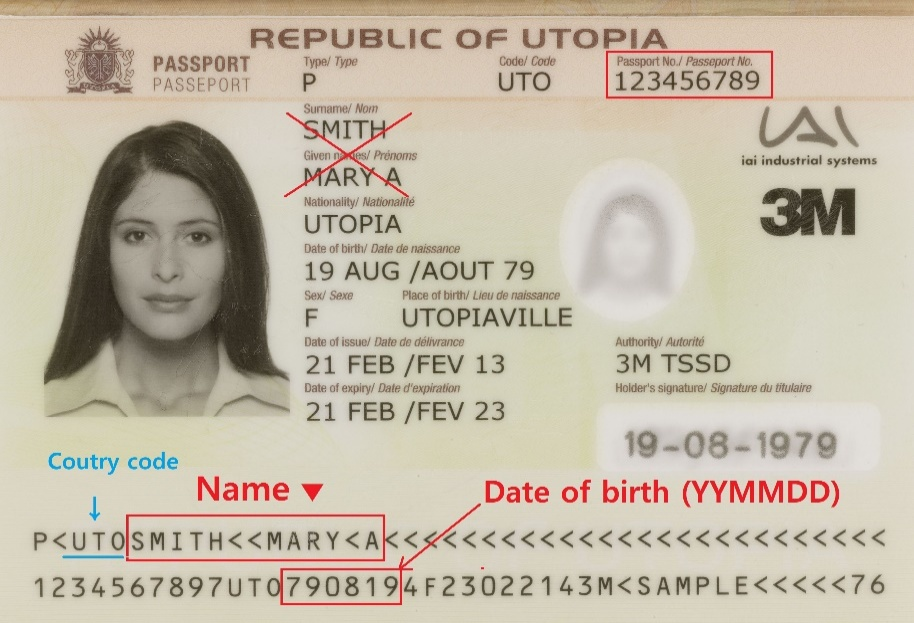 REPUBLIC OF UTOPIA
PASSPORT
PASSEPORT
Type/ Type
P
Code/ Code
UTO
Passport No./ Passeport No.
123456789
Surname/ Nom
SMITH
Given names/ Prénoms
MARY A
Nationality/ Nationalité
UTOPIA
IAI
iai industrial systems
3M
Date of birth/ Date de naissance
19 AUG /AOUT 79
Sex/ Sexe
F
Place of birth/ Lieu de naissance
UTOPIAVILLE
Date of issue/ Date de délivrance
21 FEB /FEV 13
Authority/ Autorité
3M TSSD
Date of expiry/ Date d'expiration
21 FEB /FEV 23
Holder's signature/ Signature du titulaire
19-08-1979
Coutry code
↓
Name ▼
Date of birth (YYMMDD)
P<UTOSMITH<<MARY<A<<<<<<<<<<<<<<<<<<<<<<<<<<
1234567897UTO7908194F23022143M<SAMPLE<<<<<76